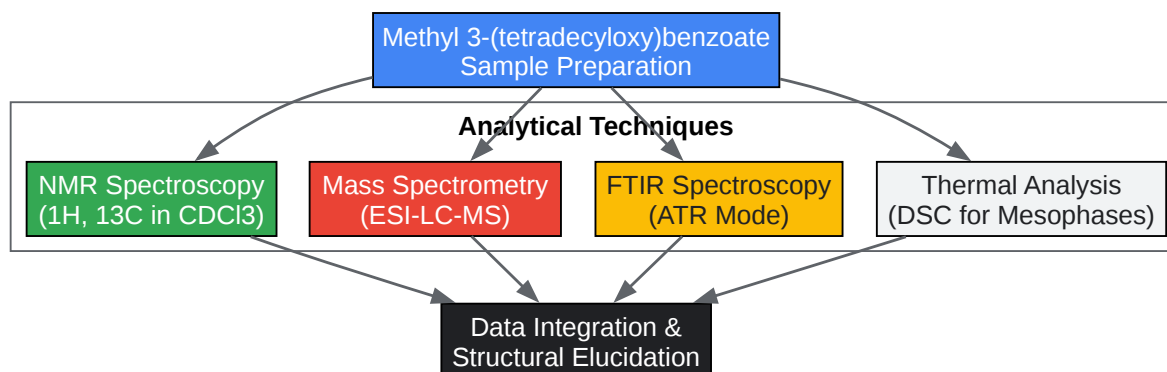 Methyl 3-(tetradecyloxy)benzoate
Sample Preparation
Analytical Techniques
NMR Spectroscopy
(1H, 13C in CDCl3)
Mass Spectrometry
(ESI-LC-MS)
FTIR Spectroscopy
(ATR Mode)
Thermal Analysis
(DSC for Mesophases)
Data Integration &
Structural Elucidation